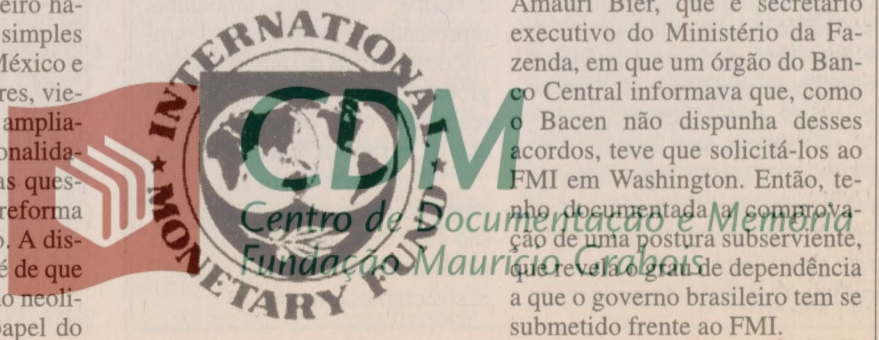 eiro ha-
simples
México e
res, vie-
amplia-
onalida-
as ques-
reforma
o. A dis-
é de que
o neoli-
papel do
INTERNATIONAL
MONETARY FUND
CDM
Centro de Documentação e Memória
Fundação Maurício Grabois
Amauri Bier, que é secretário
executivo do Ministério da Fa-
zenda, em que um órgão do Ban-
co Central informava que, como
o Bacen não dispunha desses
acordos, teve que solicitá-los ao
FMI em Washington. Então, te-
nho documentada a comprova-
ção de uma postura subserviente,
que revela o grau de dependência
a que o governo brasileiro tem se
submetido frente ao FMI.